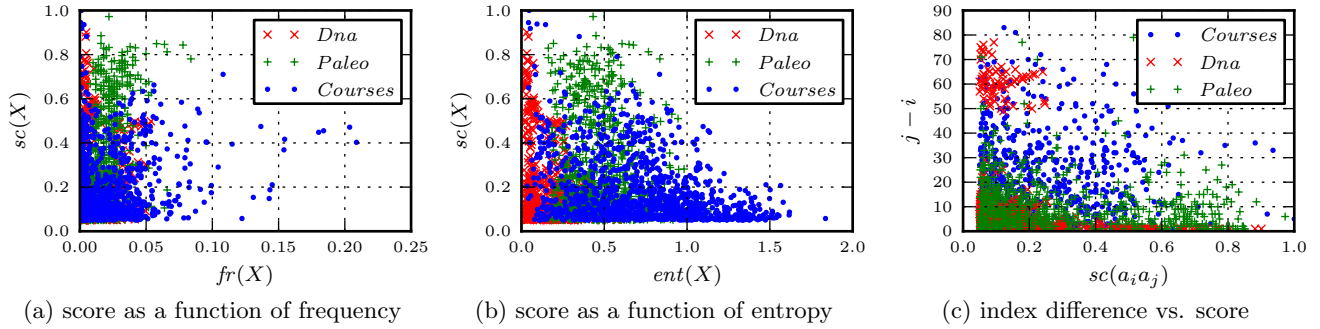 1.0
0.8
0.6
0.4
0.2
0.0
sc(X)
0.00 0.05 0.10 0.15 0.20 0.25
fr(X)
Dna
Paleo
Courses
(a) score as a function of frequency
1.0
0.8
0.6
0.4
0.2
0.0
sc(X)
0.0 0.5 1.0 1.5 2.0
ent(X)
Dna
Paleo
Courses
(b) score as a function of entropy
90
80
70
60
50
40
30
20
10
0
j − i
0.0 0.2 0.4 0.6 0.8 1.0
sc(a_i a_j)
Courses
Dna
Paleo
(c) index difference vs. score